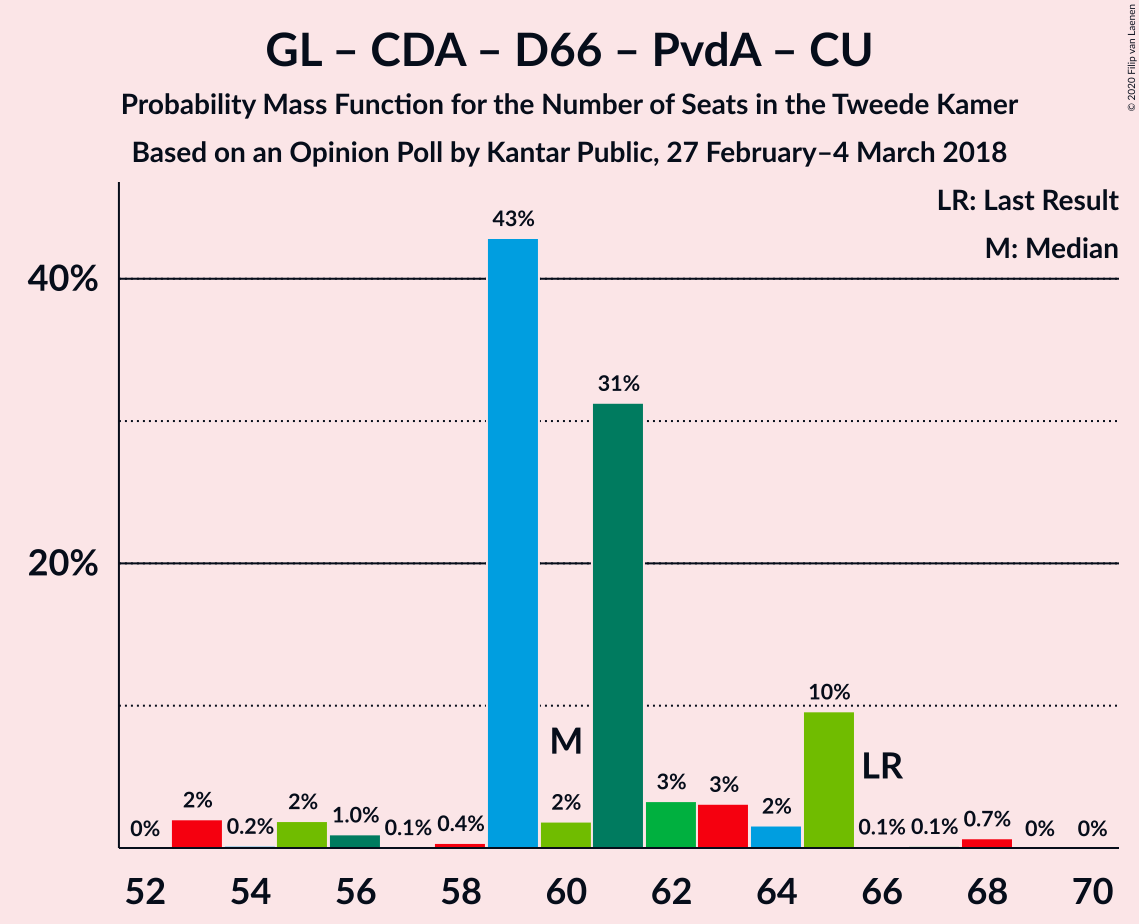 GL – CDA – D66 – PvdA – CU
Probability Mass Function for the Number of Seats in the Tweede Kamer
Based on an Opinion Poll by Kantar Public, 27 February–4 March 2018
© 2020 Filip van Laenen
LR: Last Result
M: Median
40%
20%
0%
2%
0.2%
2%
1.0%
0.1%
0.4%
43%
M
2%
31%
3%
3%
2%
10%
LR
0.1%
0.1%
0.7%
0%
0%
52 54 56 58 60 62 64 66 68 70